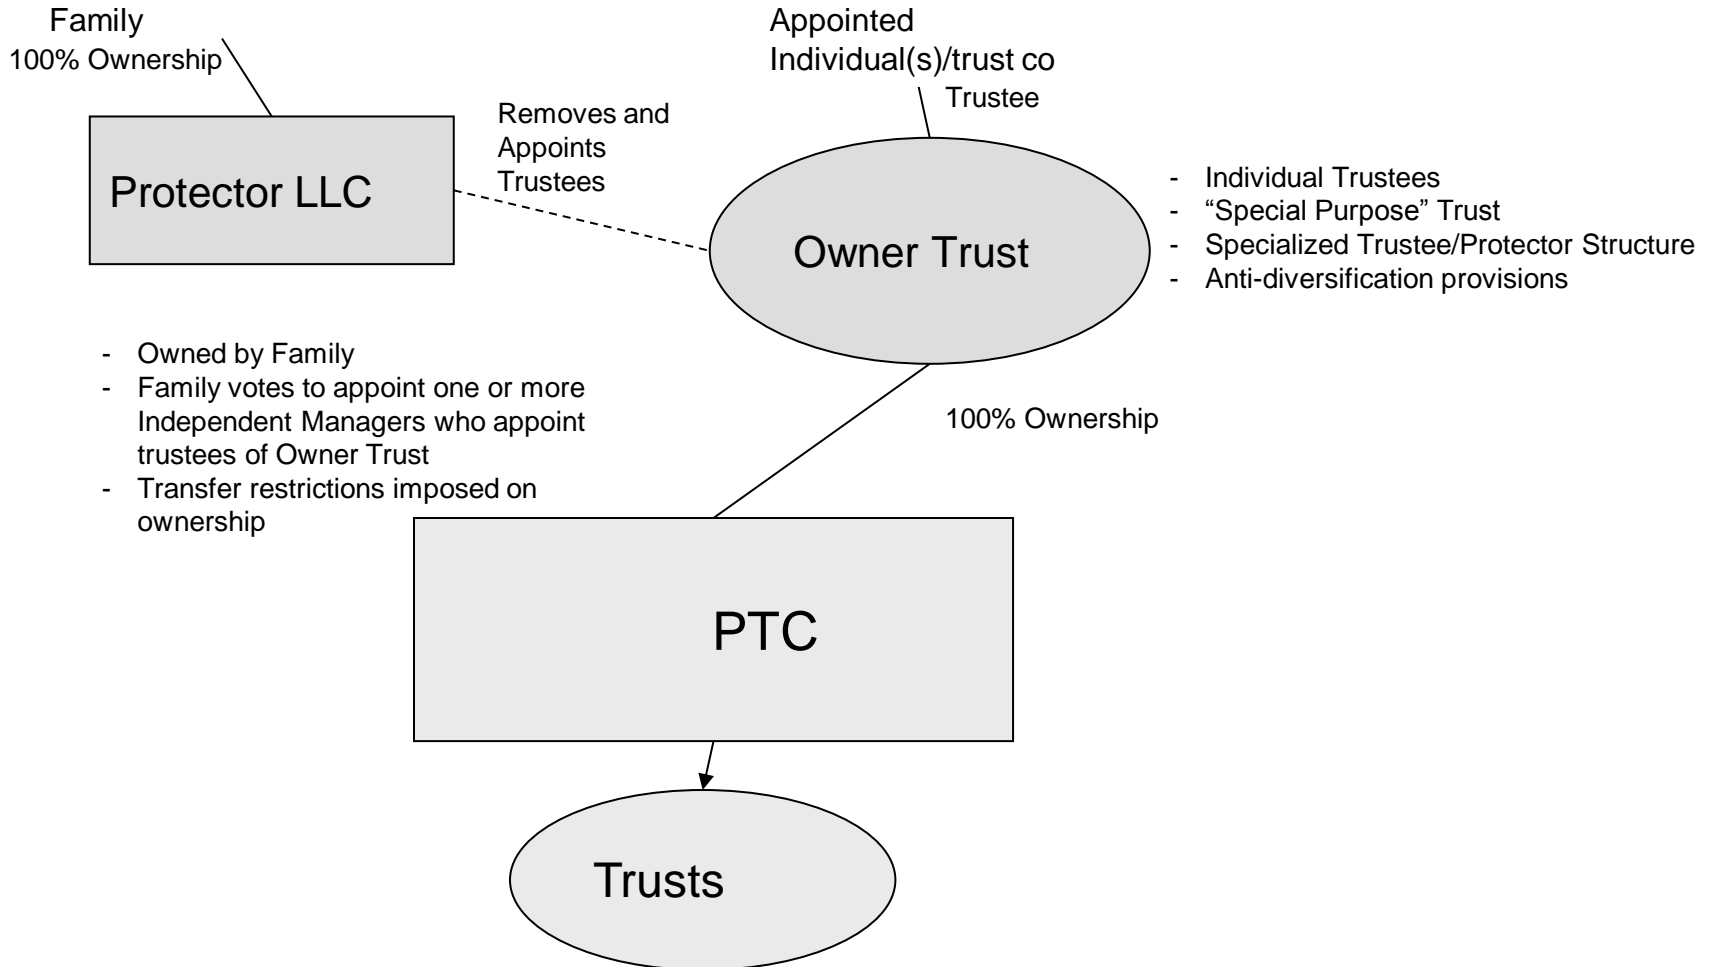 Family
100% Ownership
Appointed
Individual(s)/trust co
Trustee
Removes and
Appoints
Trustees
Protector LLC
Owner Trust
- Individual Trustees
- “Special Purpose” Trust
- Specialized Trustee/Protector Structure
- Anti-diversification provisions
- Owned by Family
- Family votes to appoint one or more
Independent Managers who appoint
trustees of Owner Trust
- Transfer restrictions imposed on
ownership
100% Ownership
PTC
Trusts